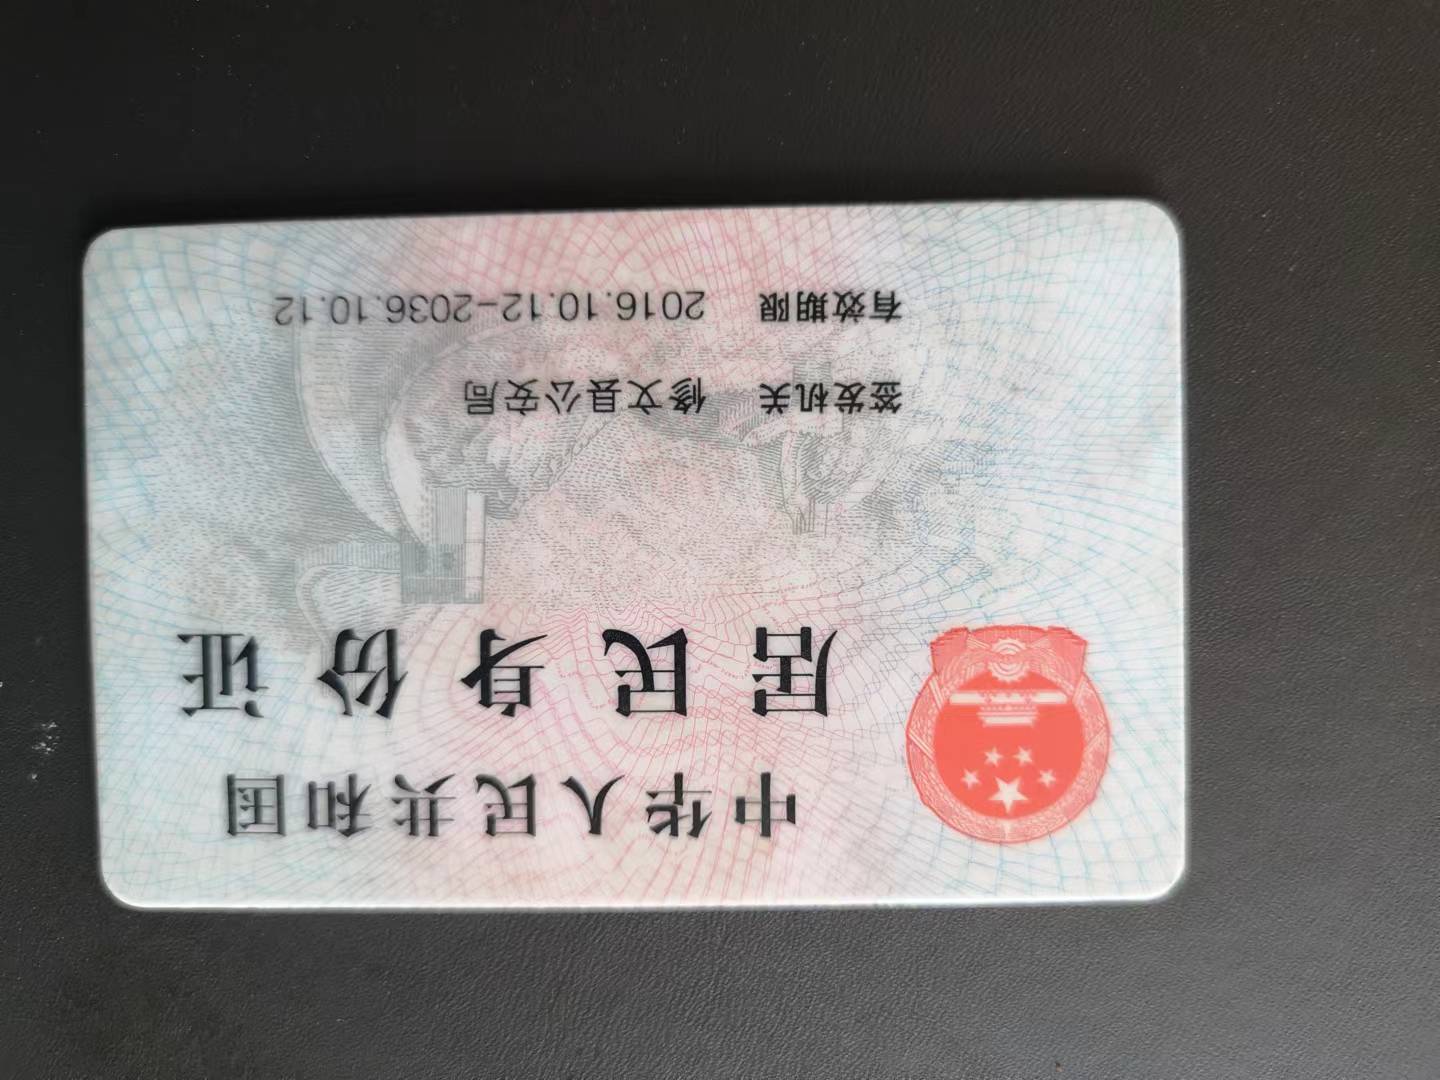 中华人民共和国
居民身份证
签发机关 修文县公安局
有效期限 2016.10.12-2036.10.12